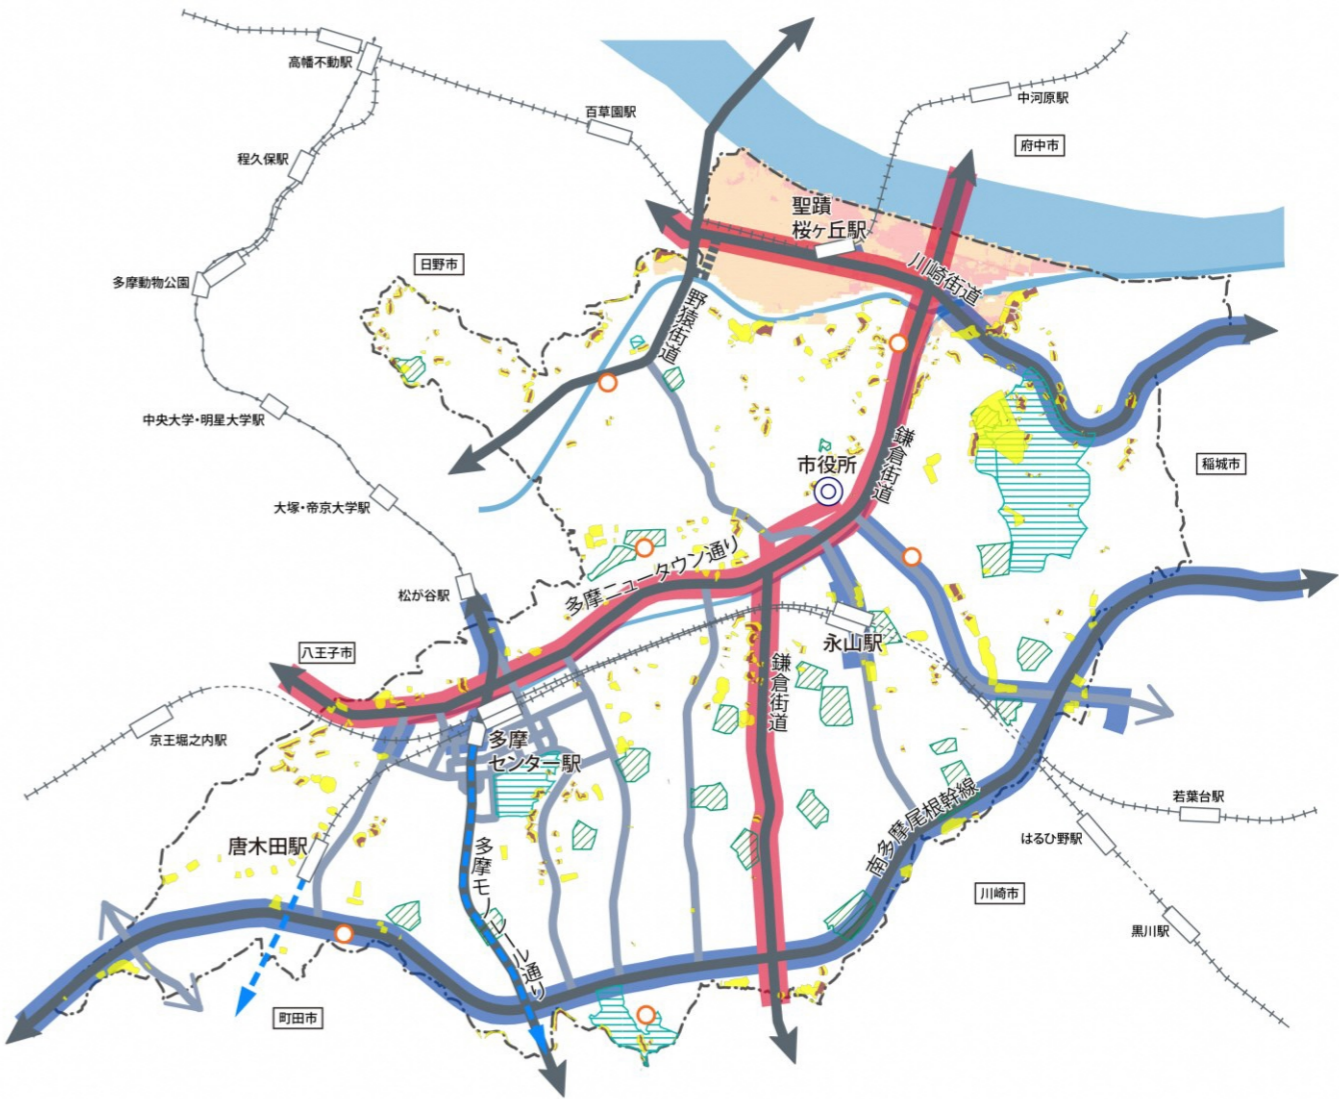 高幡不動駅
百草園駅
中河原駅
府中市
程久保駅
聖蹟
桜ヶ丘駅
日野市
川崎街道
多摩動物公園
野猿街道
中央大学・明星大学駅
鎌倉街道
市役所
稲城市
大塚・帝京大学駅
多摩ニュータウン通り
松が谷駅
永山駅
八王子市
鎌倉街道
京王堀之内駅
多摩
センター駅
若葉台駅
南多摩尾根幹線
はるひ野駅
唐木田駅
多摩モノレール通り
川崎市
黒川駅
町田市